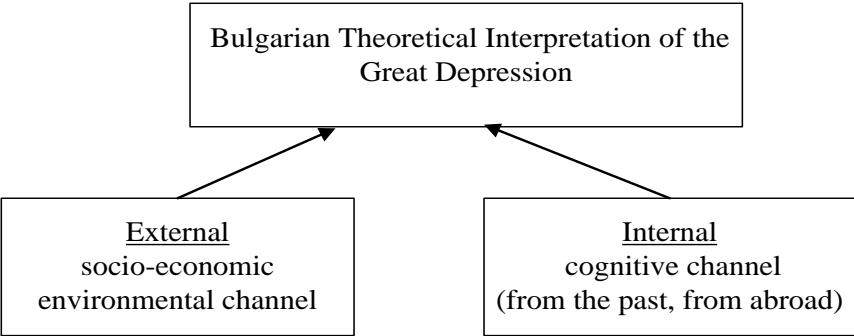 Bulgarian Theoretical Interpretation of the
Great Depression
External
socio-economic
environmental channel
Internal
cognitive channel
(from the past, from abroad)